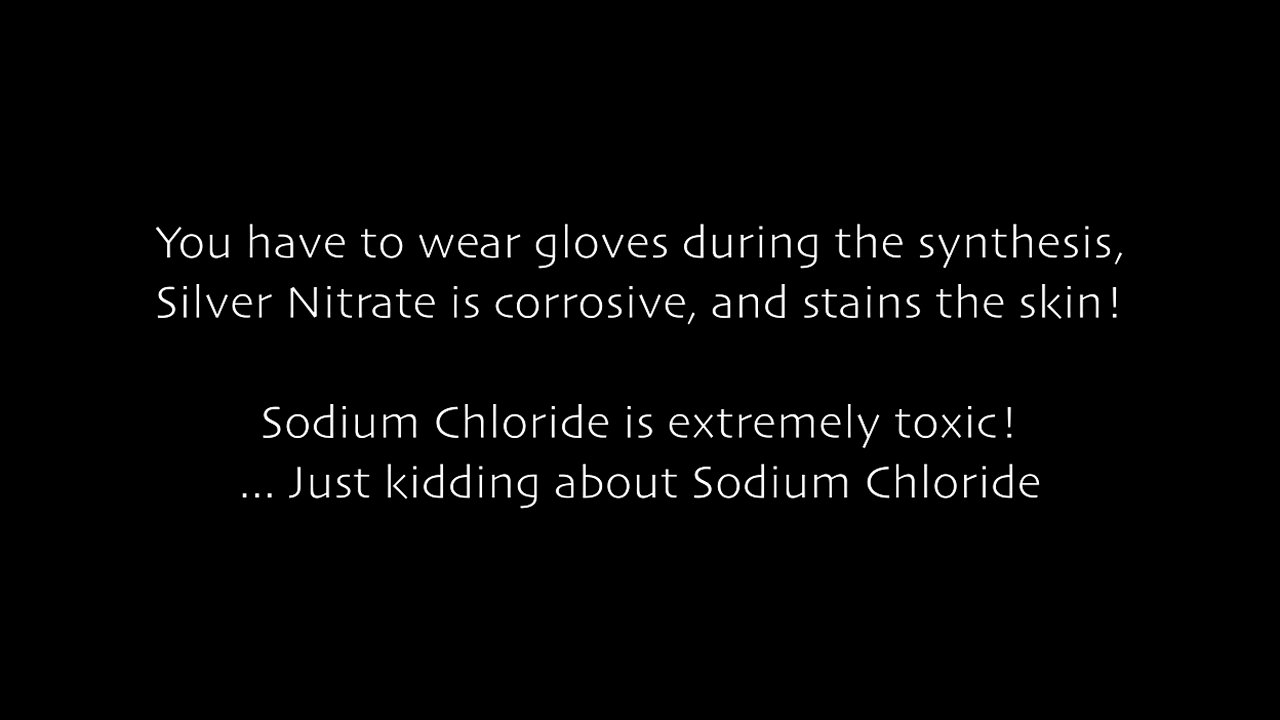 You have to wear gloves during the synthesis,
Silver Nitrate is corrosive, and stains the skin!
Sodium Chloride is extremely toxic!
... Just kidding about Sodium Chloride